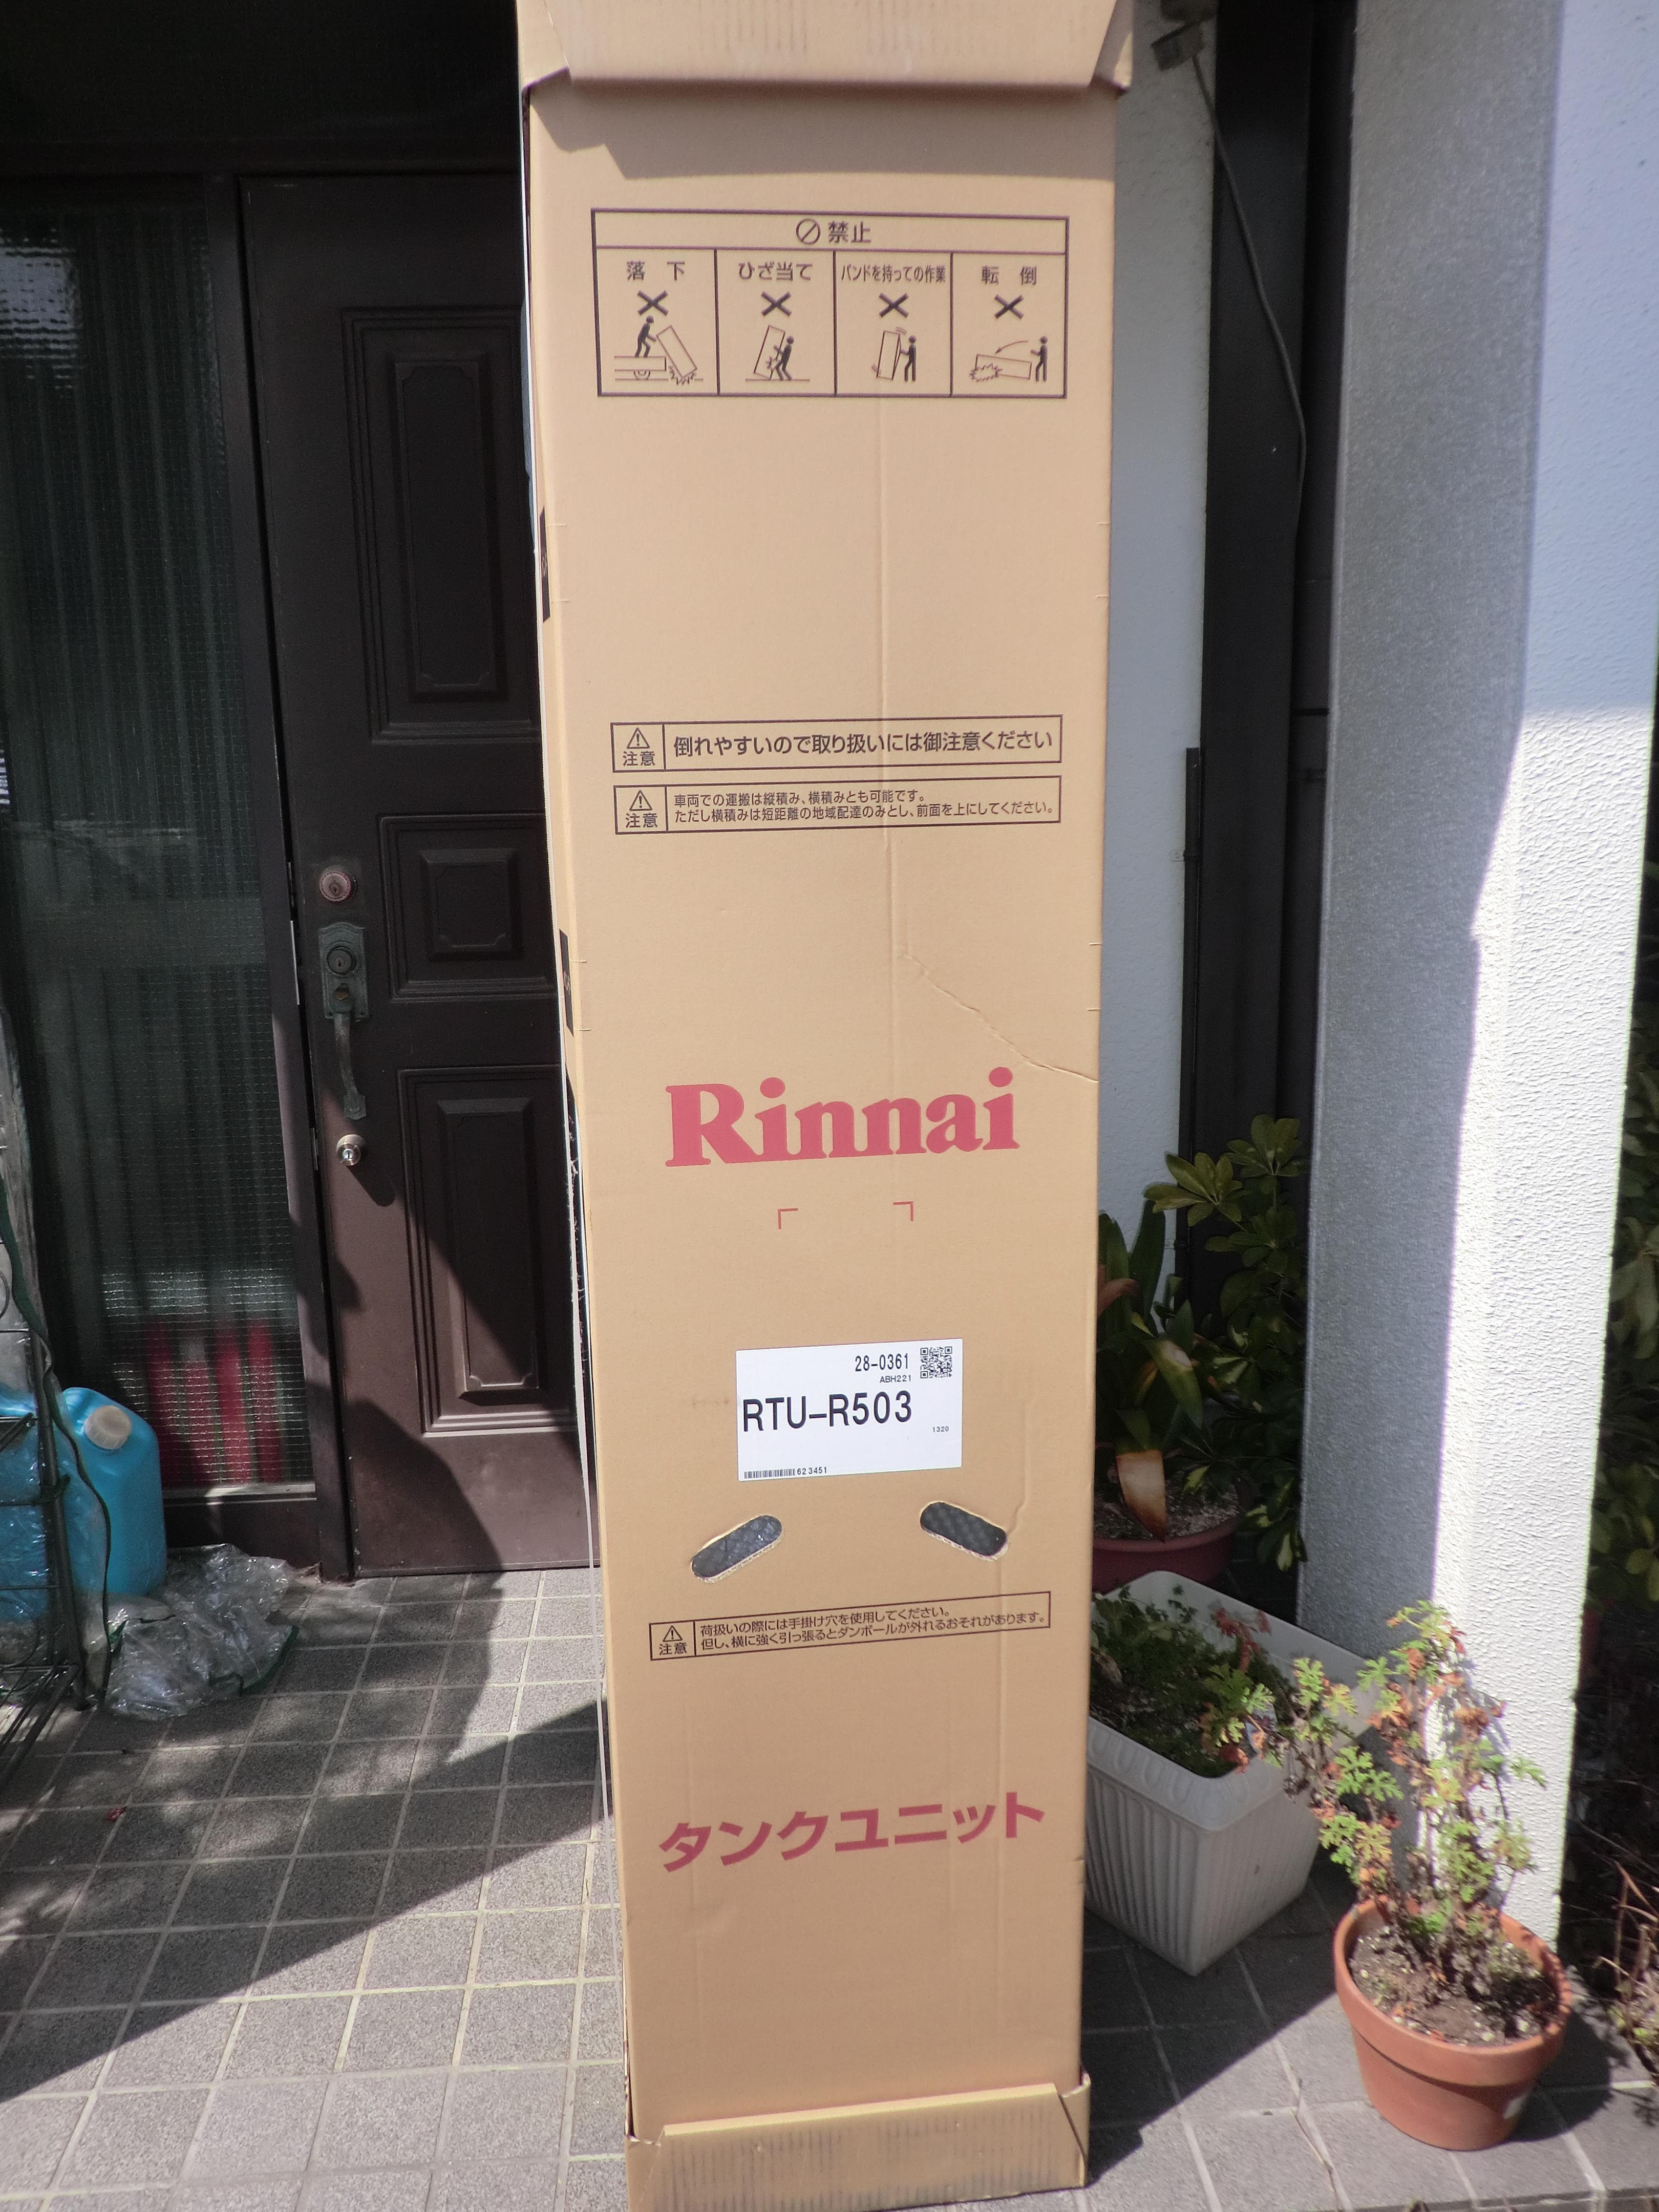 禁止
落 下
ひざ当て
バンドを持っての作業
転 倒
注意
倒れやすいので取り扱いには御注意ください
注意
車両での運搬は縦積み、横積みとも可能です。
ただし横積みは短距離の地域配達のみとし、前面を上にしてください。
Rinnai
28-0361
ABH221
RTU-R503
1320
623451
注意
荷扱いの際には手掛け穴を使用してください。
但し、横に強く引っ張るとダンボールが外れるおそれがあります。
タンクユニット